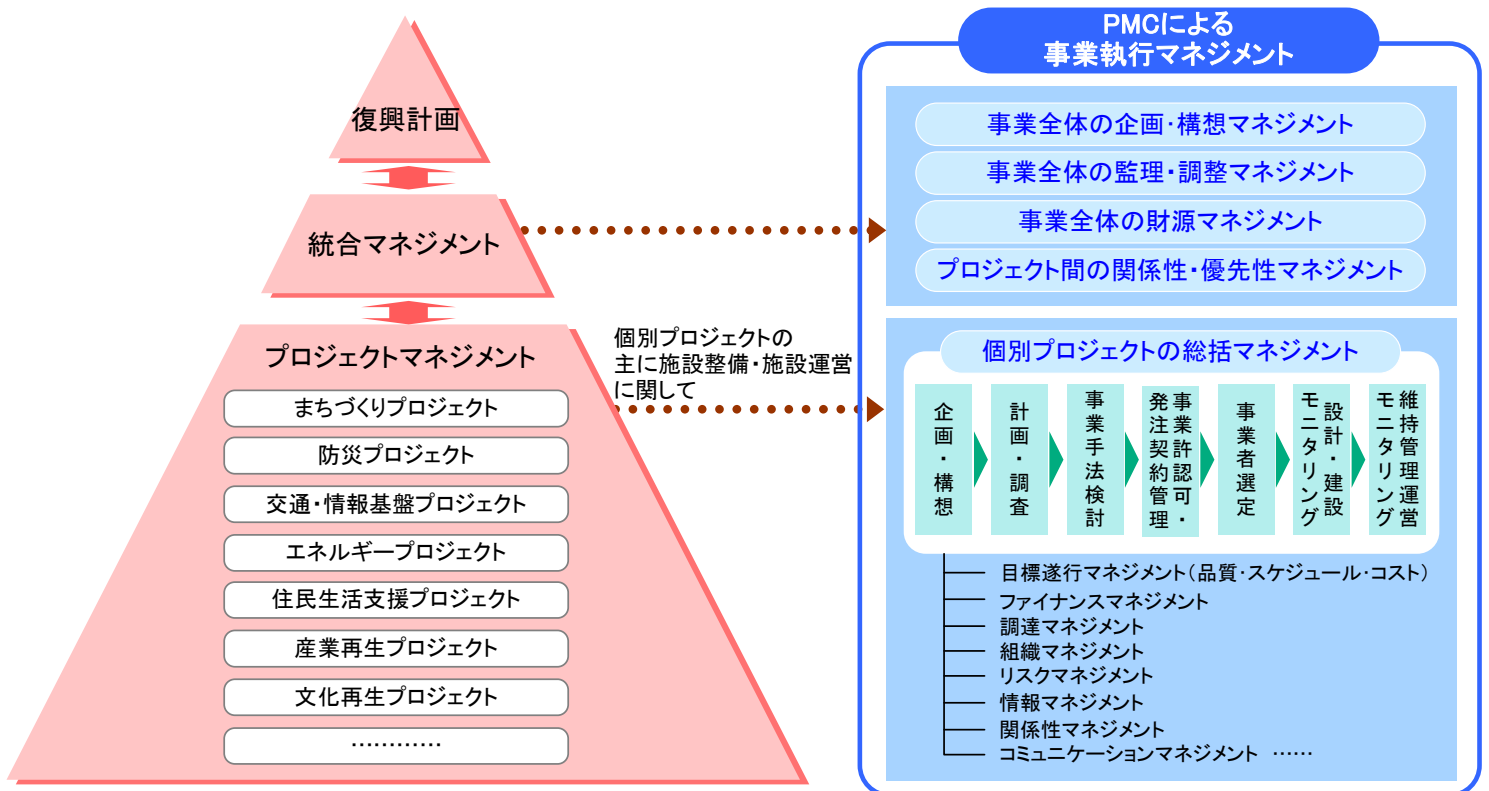 復興計画
統合マネジメント
プロジェクトマネジメント
まちづくりプロジェクト
防災プロジェクト
交通・情報基盤プロジェクト
エネルギープロジェクト
住民生活支援プロジェクト
産業再生プロジェクト
文化再生プロジェクト
…………
個別プロジェクトの
主に施設整備・施設運営
に関して
PMCによる
事業執行マネジメント
事業全体の企画・構想マネジメント
事業全体の監理・調整マネジメント
事業全体の財源マネジメント
プロジェクト間の関係性・優先性マネジメント
個別プロジェクトの総括マネジメント
企画・構想
計画・調査
事業手法検討
事業許認可・
発注契約管理
事業者選定
設計・建設
モニタリング
維持管理運営
モニタリング
目標遂行マネジメント(品質・スケジュール・コスト)
ファイナンスマネジメント
調達マネジメント
組織マネジメント
リスクマネジメント
情報マネジメント
関係性マネジメント
コミュニケーションマネジメント ……